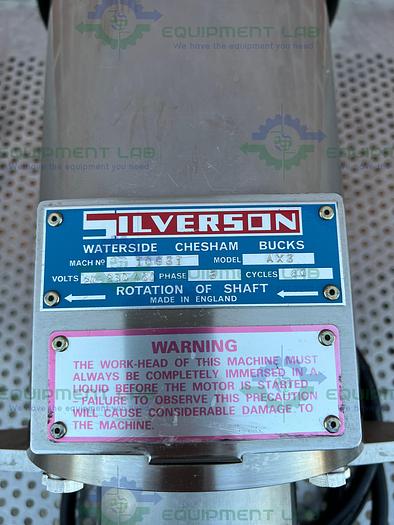 EQUIPMENT LAB
We have the equipment you need
SILVERSON
WATERSIDE CHESHAM BUCKS
MACH Nº MODEL AX3
VOLTS PHASE 3 CYCLES
ROTATION OF SHAFT
MADE IN ENGLAND
WARNING
THE WORK-HEAD OF THIS MACHINE MUST
ALWAYS BE COMPLETELY IMMERSED IN A
LIQUID BEFORE THE MOTOR IS STARTED
- FAILURE TO OBSERVE THIS PRECAUTION
WILL CAUSE CONSIDERABLE DAMAGE TO
THE MACHINE.